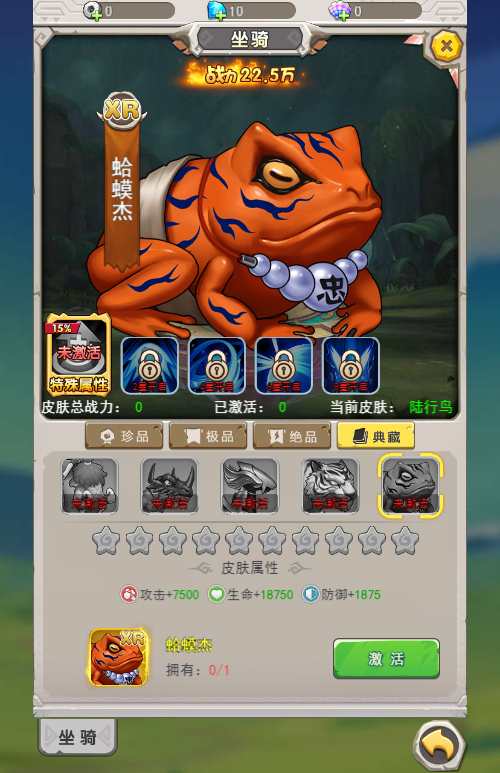 0
10
0
坐骑
战力22.5万
XR
蛤蟆杰
忠
15%
未激活
特殊属性
皮肤总战力： 0
已激活： 0
当前皮肤： 陆行鸟
珍品
极品
绝品
典藏
未激活
未激活
未激活
未激活
未激活
皮肤属性
攻击+7500
生命+18750
防御+1875
XR
蛤蟆杰
拥有：0/1
激活
坐骑